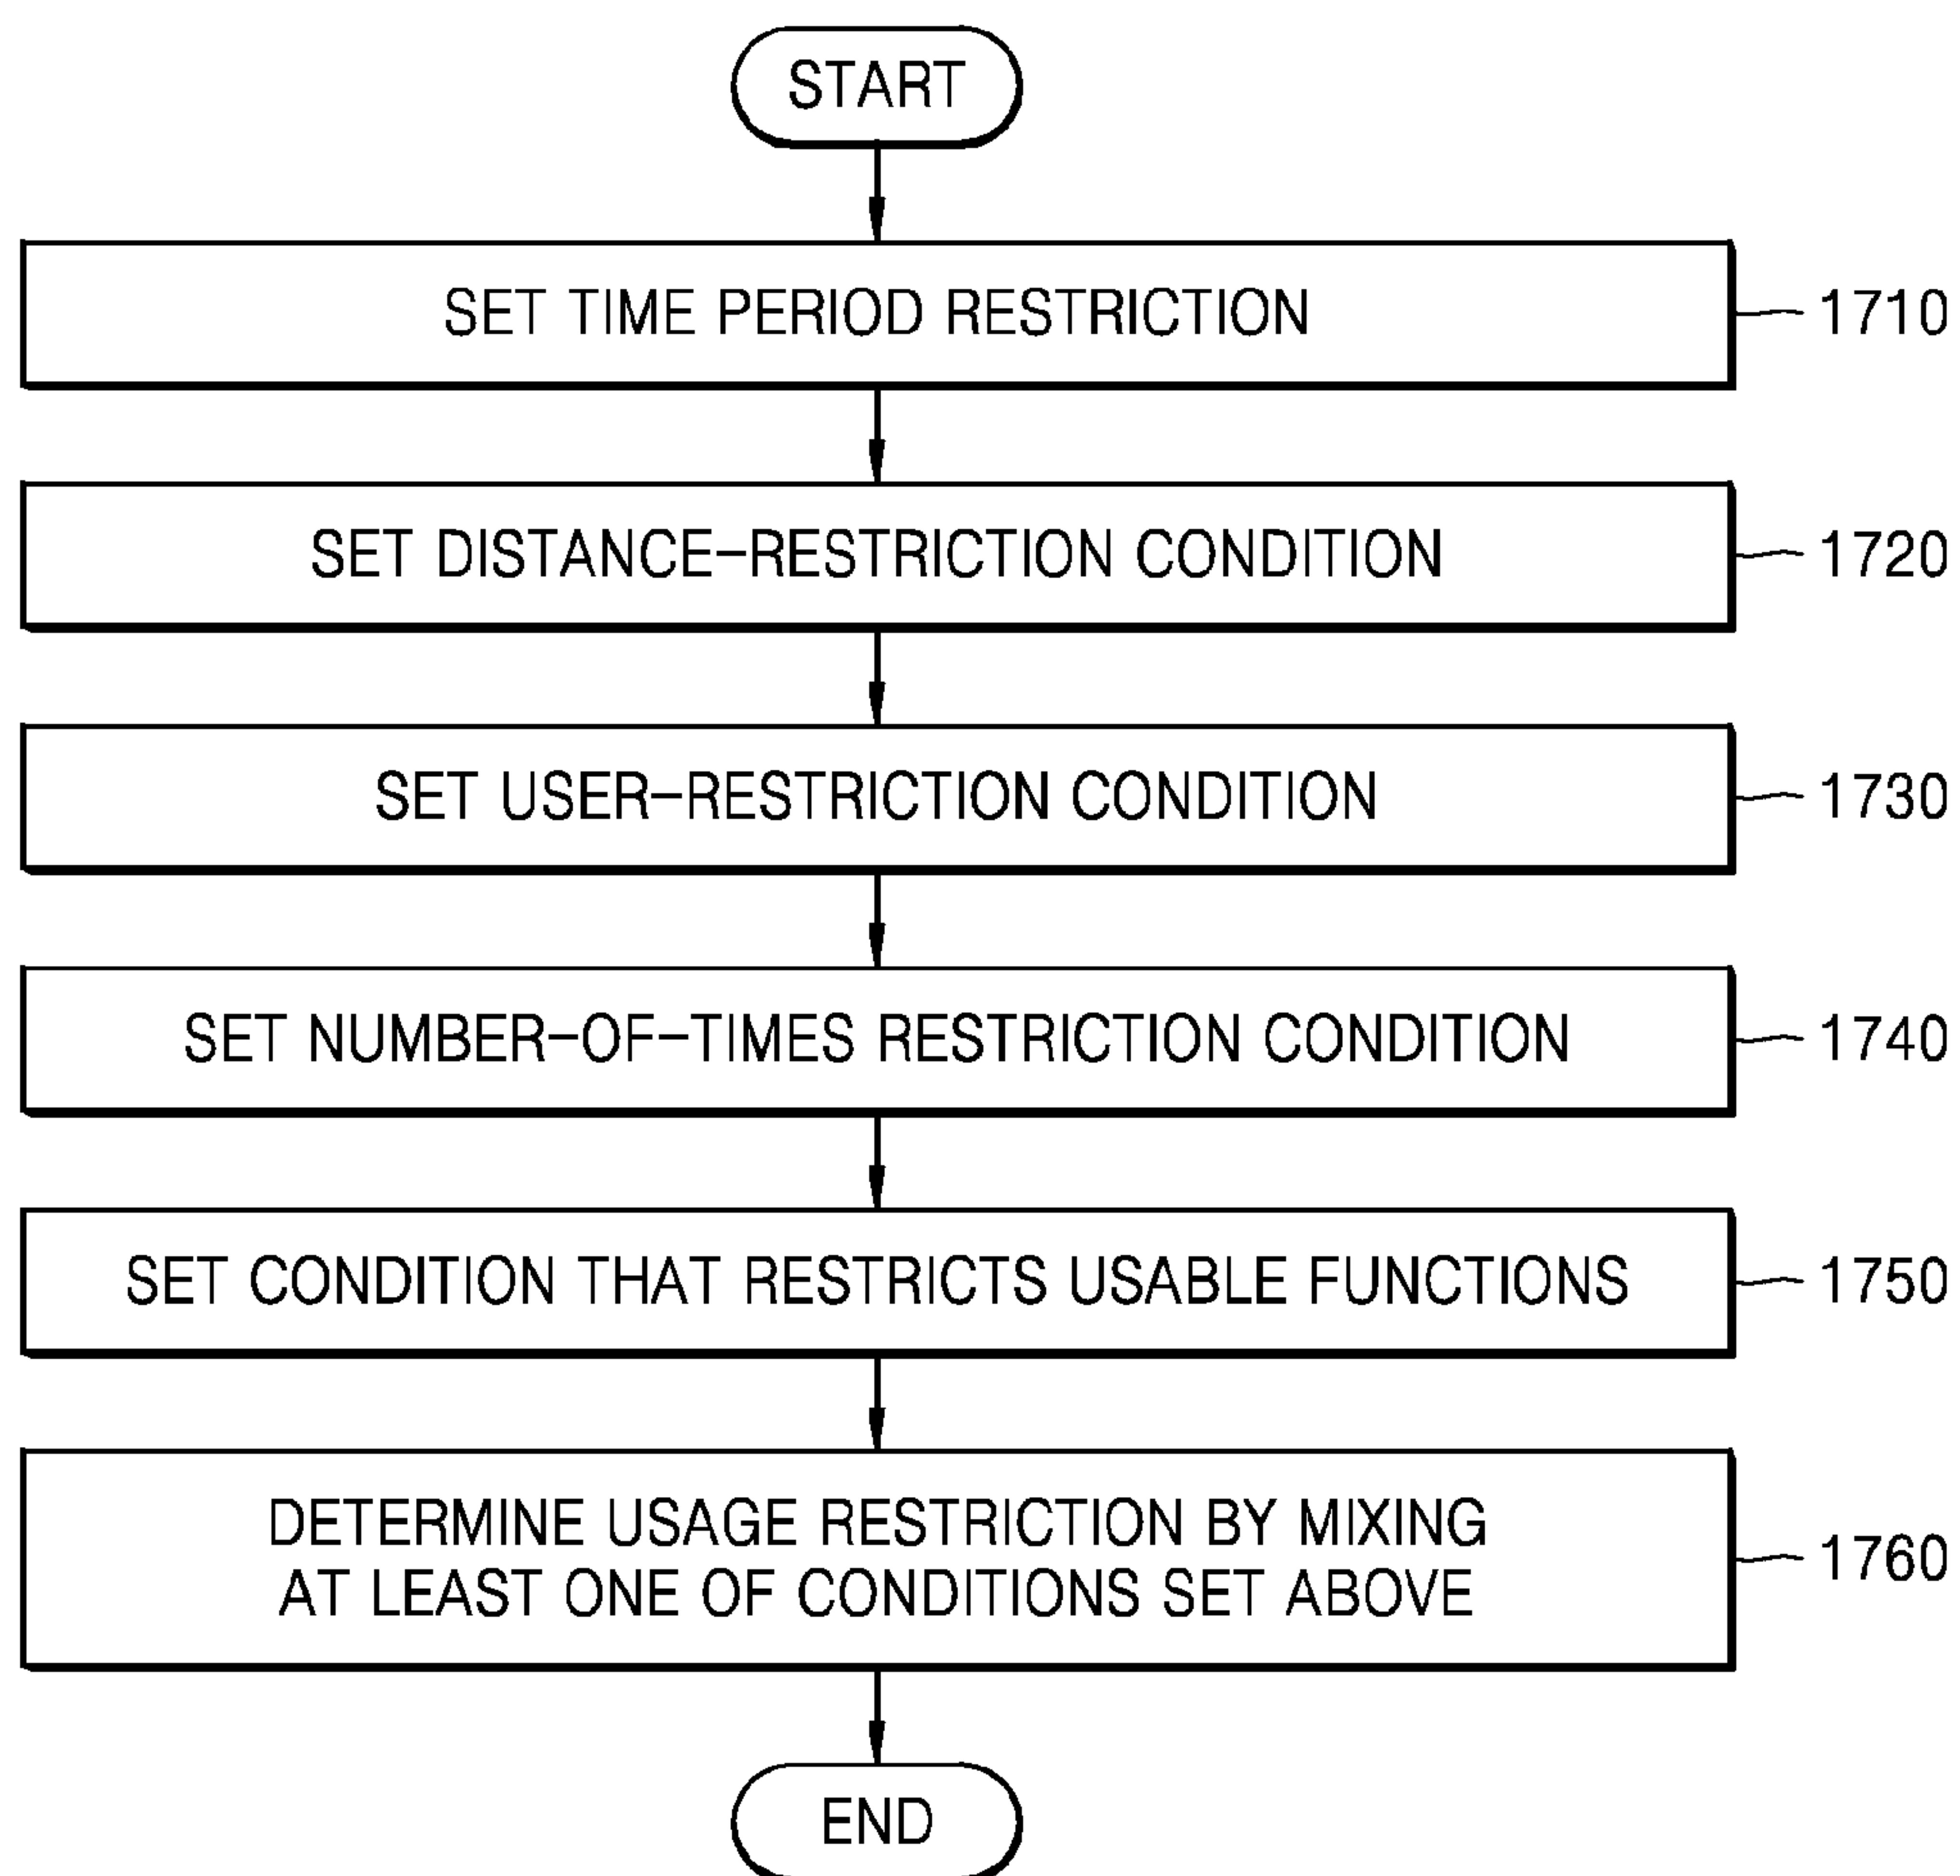 START
SET TIME PERIOD RESTRICTION
1710
SET DISTANCE-RESTRICTION CONDITION
1720
SET USER-RESTRICTION CONDITION
1730
SET NUMBER-OF-TIMES RESTRICTION CONDITION
1740
SET CONDITION THAT RESTRICTS USABLE FUNCTIONS
1750
DETERMINE USAGE RESTRICTION BY MIXING
AT LEAST ONE OF CONDITIONS SET ABOVE
1760
END